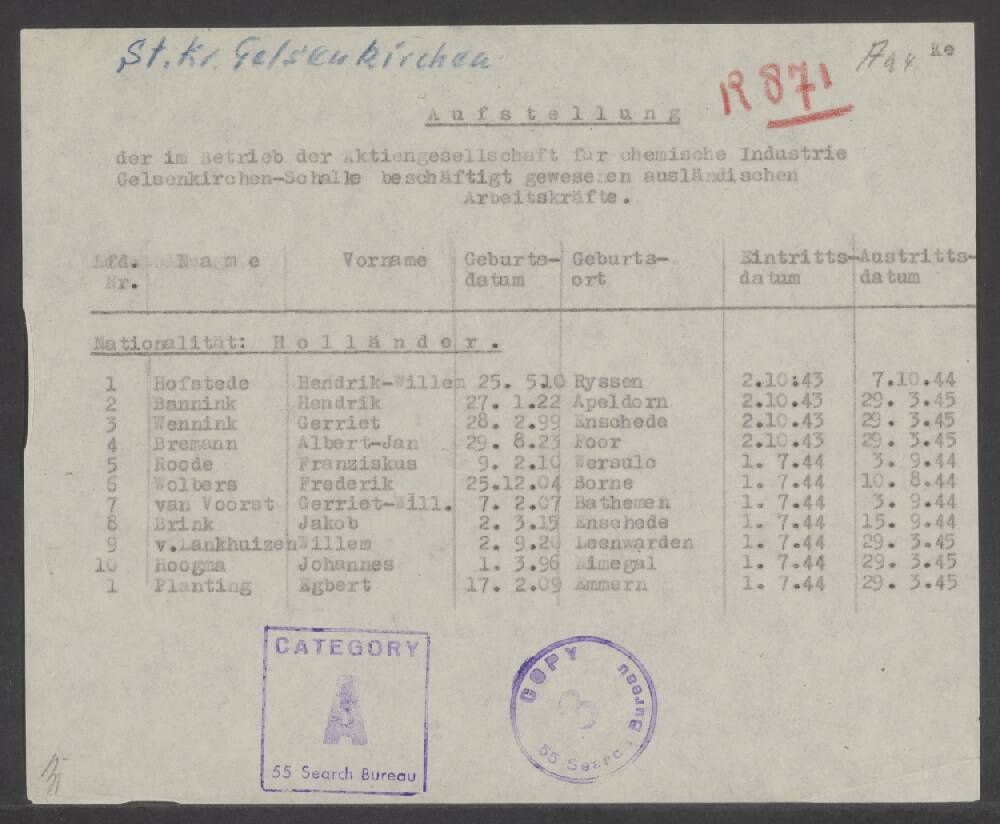 St. Kr. Gelsenkirchen
R 871
Ke
Aufstellung
der im Betrieb der Aktiengesellschaft für chemische Industrie
Gelsenkirchen-Schalke beschäftigt gewesenen ausländischen
Arbeitskräfte.
Lfd. Name Vorname Geburts- Geburts- Eintritts- Austritts-
Nr. datum ort datum datum
Nationalität: Holländer.
1 Hofstede Hendrik-Willem 25. 5.10 Ryssen 2.10.43 7.10.44
2 Bannink Hendrik 27. 1.22 Apeldorn 2.10.43 29. 3.45
3 Wennink Gerriet 28. 2.99 Enschede 2.10.43 29. 3.45
4 Bremann Albert-Jan 29. 8.23 2.10.43 29. 3.45
5 Roode Franziskus 9. 2.10 Wersulo 1. 7.44 3. 9.44
6 Wolbers Frederik 25.12.04 Borne 1. 7.44 10. 8.44
7 van Voorst Gerriet-Will. 7. 2.07 Bathemen 1. 7.44 3. 9.44
8 Brink Jakob 2. 3.15 Enschede 1. 7.44 15. 9.44
9 v.Lankhuizen Willem 2. 9.20 Leenwarden 1. 7.44 29. 3.45
10 Hoogma Johannes 1. 3.96 1. 7.44 29. 3.45
1 Planting Egbert 17. 2.09 Emmern 1. 7.44 29. 3.45
CATEGORY
A
55 Search Bureau
COPY
3
55 Search Bureau